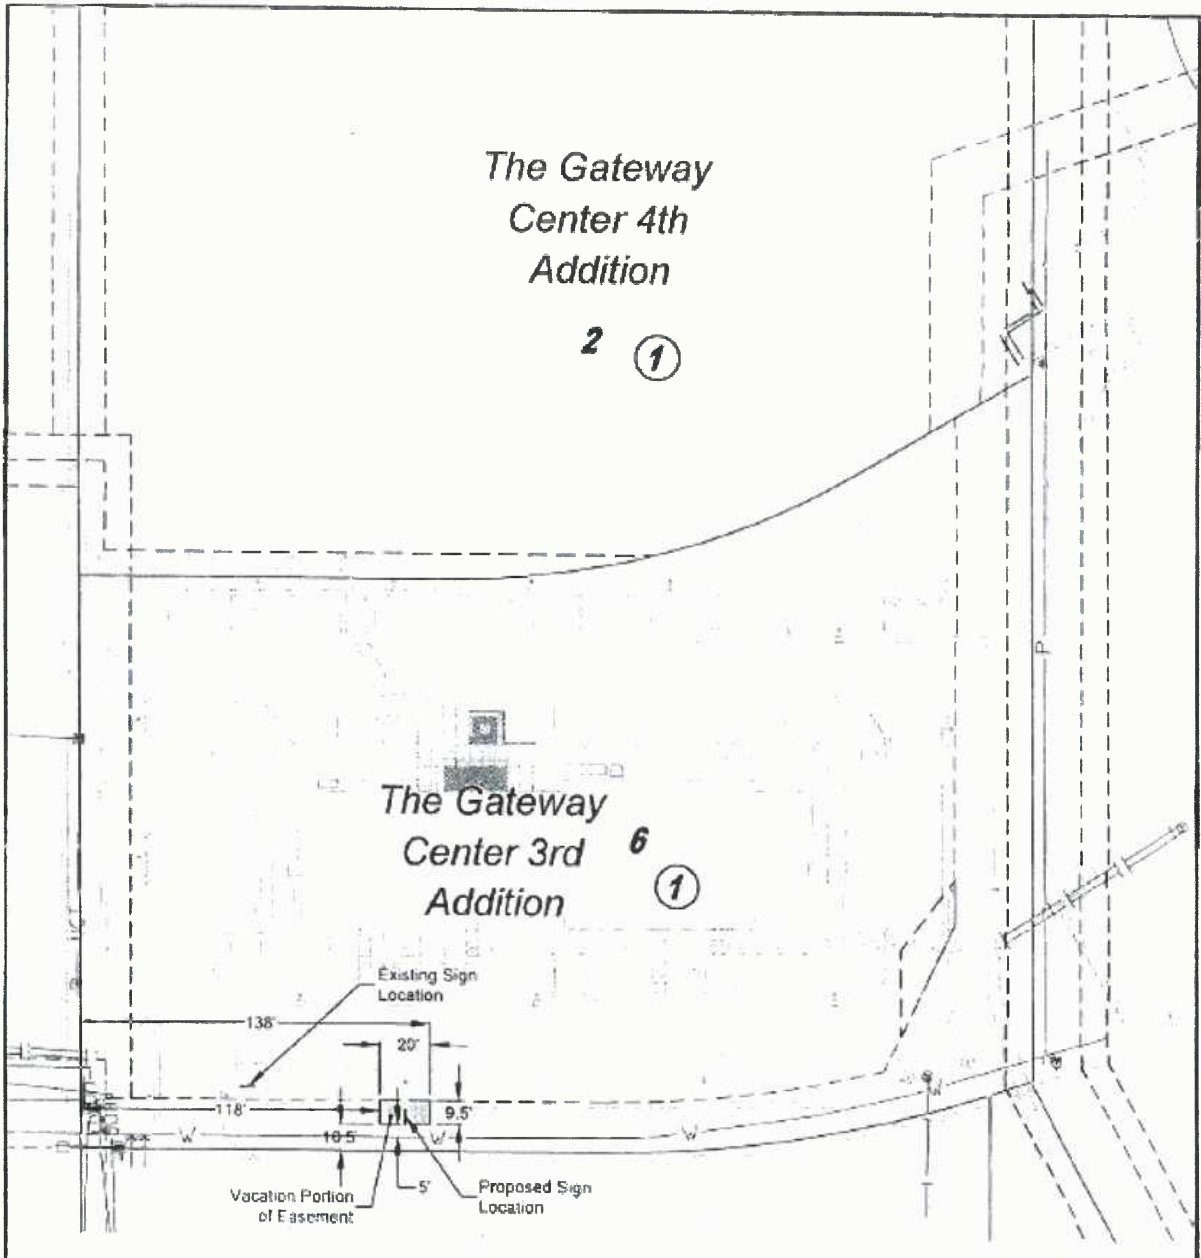 The Gateway
Center 4th
Addition
2 1
The Gateway
Center 3rd
Addition
6 1
P
Existing Sign
Location
138'
20'
118'
9.5'
10.5'
W
W
W
W
5'
T
Vacation Portion
of Easement
Proposed Sign
Location